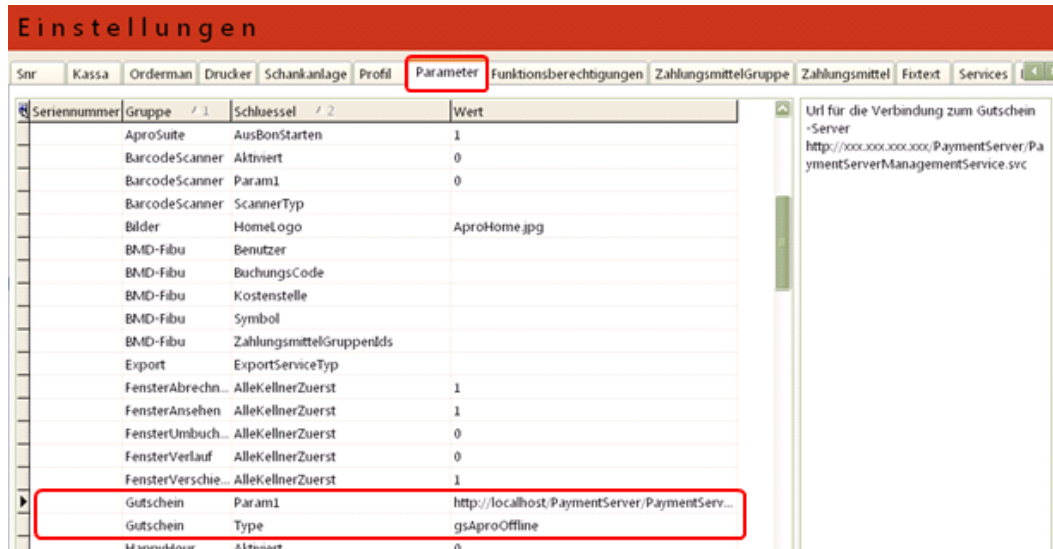 Einstellungen
Snr Kassa Orderman Drucker Schankanlage Profil Parameter Funktionsberechtigungen ZahlungsmittelGruppe Zahlungsmittel Fixtext Services
Seriennummer Gruppe / 1 Schluessel / 2 Wert
AproSuite AusBonStarten 1
BarcodeScanner Aktiviert 0
BarcodeScanner Param1 0
BarcodeScanner ScannerTyp
Bilder HomeLogo AproHome.jpg
BMD-Fibu Benutzer
BMD-Fibu BuchungsCode
BMD-Fibu Kostenstelle
BMD-Fibu Symbol
BMD-Fibu ZahlungsmittelGruppenIds
Export ExportServiceTyp
FensterAbrechn... AlleKellnerZuerst 1
FensterAnsehen AlleKellnerZuerst 1
FensterUmbuch... AlleKellnerZuerst 0
FensterVerlauf AlleKellnerZuerst 0
FensterVerschie... AlleKellnerZuerst 1
Gutschein Param1 http://localhost/PaymentServer/PaymentServ...
Gutschein Type gsAproOffline
HappyHour Aktiviert 0
Url für die Verbindung zum Gutschein
-Server
http://xxx.xxx.xxx.xxx/PaymentServer/Pa
ymentServerManagementService.svc